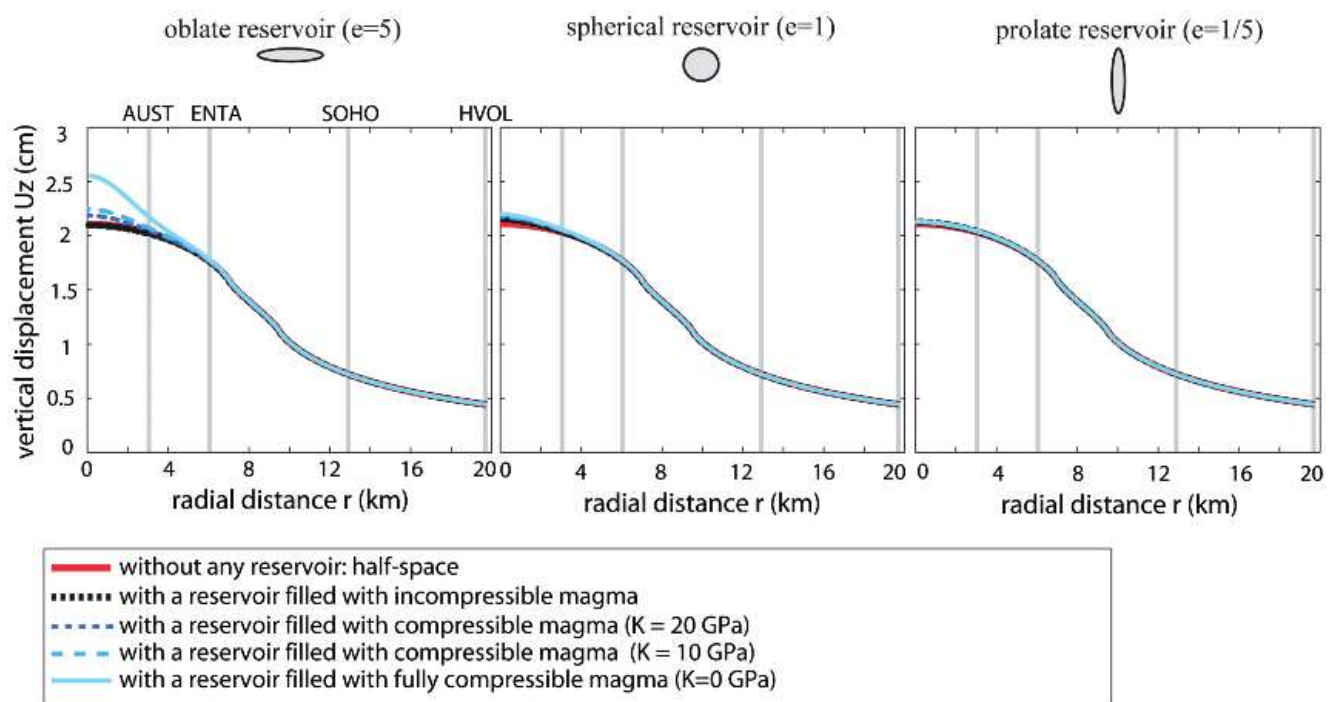 oblate reservoir (e=5)
spherical reservoir (e=1)
prolate reservoir (e=1/5)
AUST ENTA SOHO HVOL
vertical displacement Uz (cm)
3
2.5
2
1.5
1
0.5
0
0 4 8 12 16 20
radial distance r (km)
0 4 8 12 16 20
radial distance r (km)
0 4 8 12 16 20
radial distance r (km)
without any reservoir: half-space
with a reservoir filled with incompressible magma
with a reservoir filled with compressible magma (K = 20 GPa)
with a reservoir filled with compressible magma (K = 10 GPa)
with a reservoir filled with fully compressible magma (K=0 GPa)